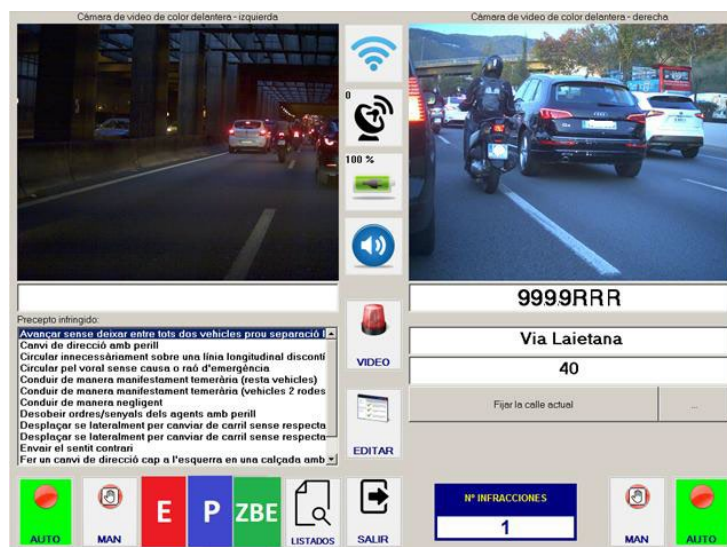 Cámara de video de color delantera - izquierda
Cámara de video de color delantera - derecha
0
100 %
9999RRR
Precepto infringido:
Avançar sense deixar entre tots dos vehicles prou separació l
Canvi de direcció amb perill
Circular innecessàriament sobre una línia longitudinal discontí
Circular pel voral sense causa o raó d'emergència
Conduir de manera manifestament temerària (resta vehicles)
Conduir de manera manifestament temerària (vehicles 2 rodes
Conduir de manera negligent
Desobeir ordres/senyals dels agents amb perill
Desplaçar se lateralment per canviar de carril sense respecta
Desplaçar se lateralment per canviar de carril sense respecta
Envair el sentit contrari
Fer un canvi de direcció cap a l'esquerra en una calçada amb
VIDEO
EDITAR
Via Laietana
40
Fijar la calle actual
...
AUTO
MAN
E
P
ZBE
LISTADOS
SALIR
Nº INFRACCIONES
1
MAN
AUTO